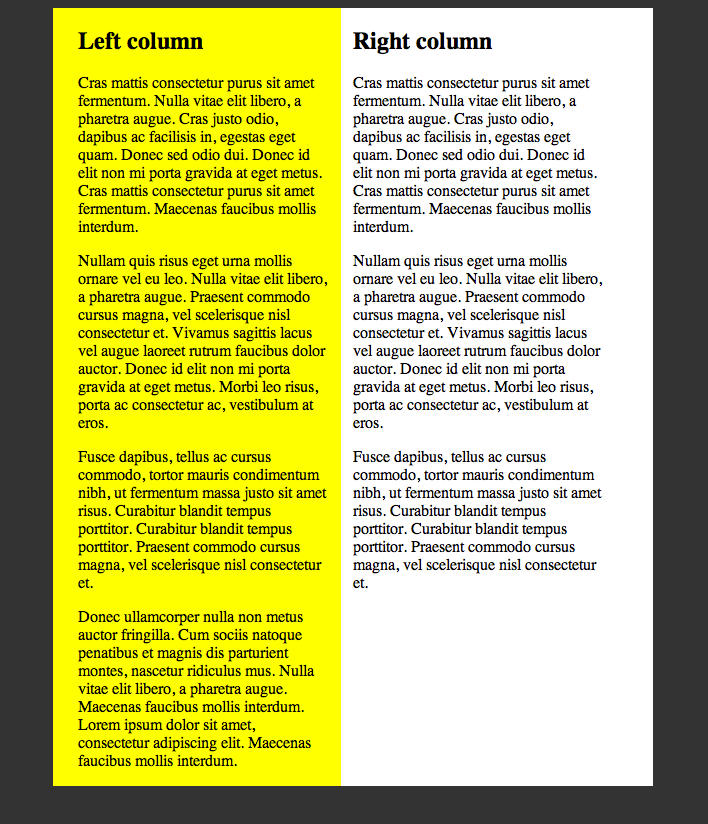 Left column
Cras mattis consectetur purus sit amet
fermentum. Nulla vitae elit libero, a
pharetra augue. Cras justo odio,
dapibus ac facilisis in, egestas eget
quam. Donec sed odio dui. Donec id
elit non mi porta gravida at eget metus.
Cras mattis consectetur purus sit amet
fermentum. Maecenas faucibus mollis
interdum.
Nullam quis risus eget urna mollis
ornare vel eu leo. Nulla vitae elit libero,
a pharetra augue. Praesent commodo
cursus magna, vel scelerisque nisl
consectetur et. Vivamus sagittis lacus
vel augue laoreet rutrum faucibus dolor
auctor. Donec id elit non mi porta
gravida at eget metus. Morbi leo risus,
porta ac consectetur ac, vestibulum at
eros.
Fusce dapibus, tellus ac cursus
commodo, tortor mauris condimentum
nibh, ut fermentum massa justo sit amet
risus. Curabitur blandit tempus
porttitor. Curabitur blandit tempus
porttitor. Praesent commodo cursus
magna, vel scelerisque nisl consectetur
et.
Donec ullamcorper nulla non metus
auctor fringilla. Cum sociis natoque
penatibus et magnis dis parturient
montes, nascetur ridiculus mus. Nulla
vitae elit libero, a pharetra augue.
Maecenas faucibus mollis interdum.
Lorem ipsum dolor sit amet,
consectetur adipiscing elit. Maecenas
faucibus mollis interdum.
Right column
Cras mattis consectetur purus sit amet
fermentum. Nulla vitae elit libero, a
pharetra augue. Cras justo odio,
dapibus ac facilisis in, egestas eget
quam. Donec sed odio dui. Donec id
elit non mi porta gravida at eget metus.
Cras mattis consectetur purus sit amet
fermentum. Maecenas faucibus mollis
interdum.
Nullam quis risus eget urna mollis
ornare vel eu leo. Nulla vitae elit libero,
a pharetra augue. Praesent commodo
cursus magna, vel scelerisque nisl
consectetur et. Vivamus sagittis lacus
vel augue laoreet rutrum faucibus dolor
auctor. Donec id elit non mi porta
gravida at eget metus. Morbi leo risus,
porta ac consectetur ac, vestibulum at
eros.
Fusce dapibus, tellus ac cursus
commodo, tortor mauris condimentum
nibh, ut fermentum massa justo sit amet
risus. Curabitur blandit tempus
porttitor. Curabitur blandit tempus
porttitor. Praesent commodo cursus
magna, vel scelerisque nisl consectetur
et.